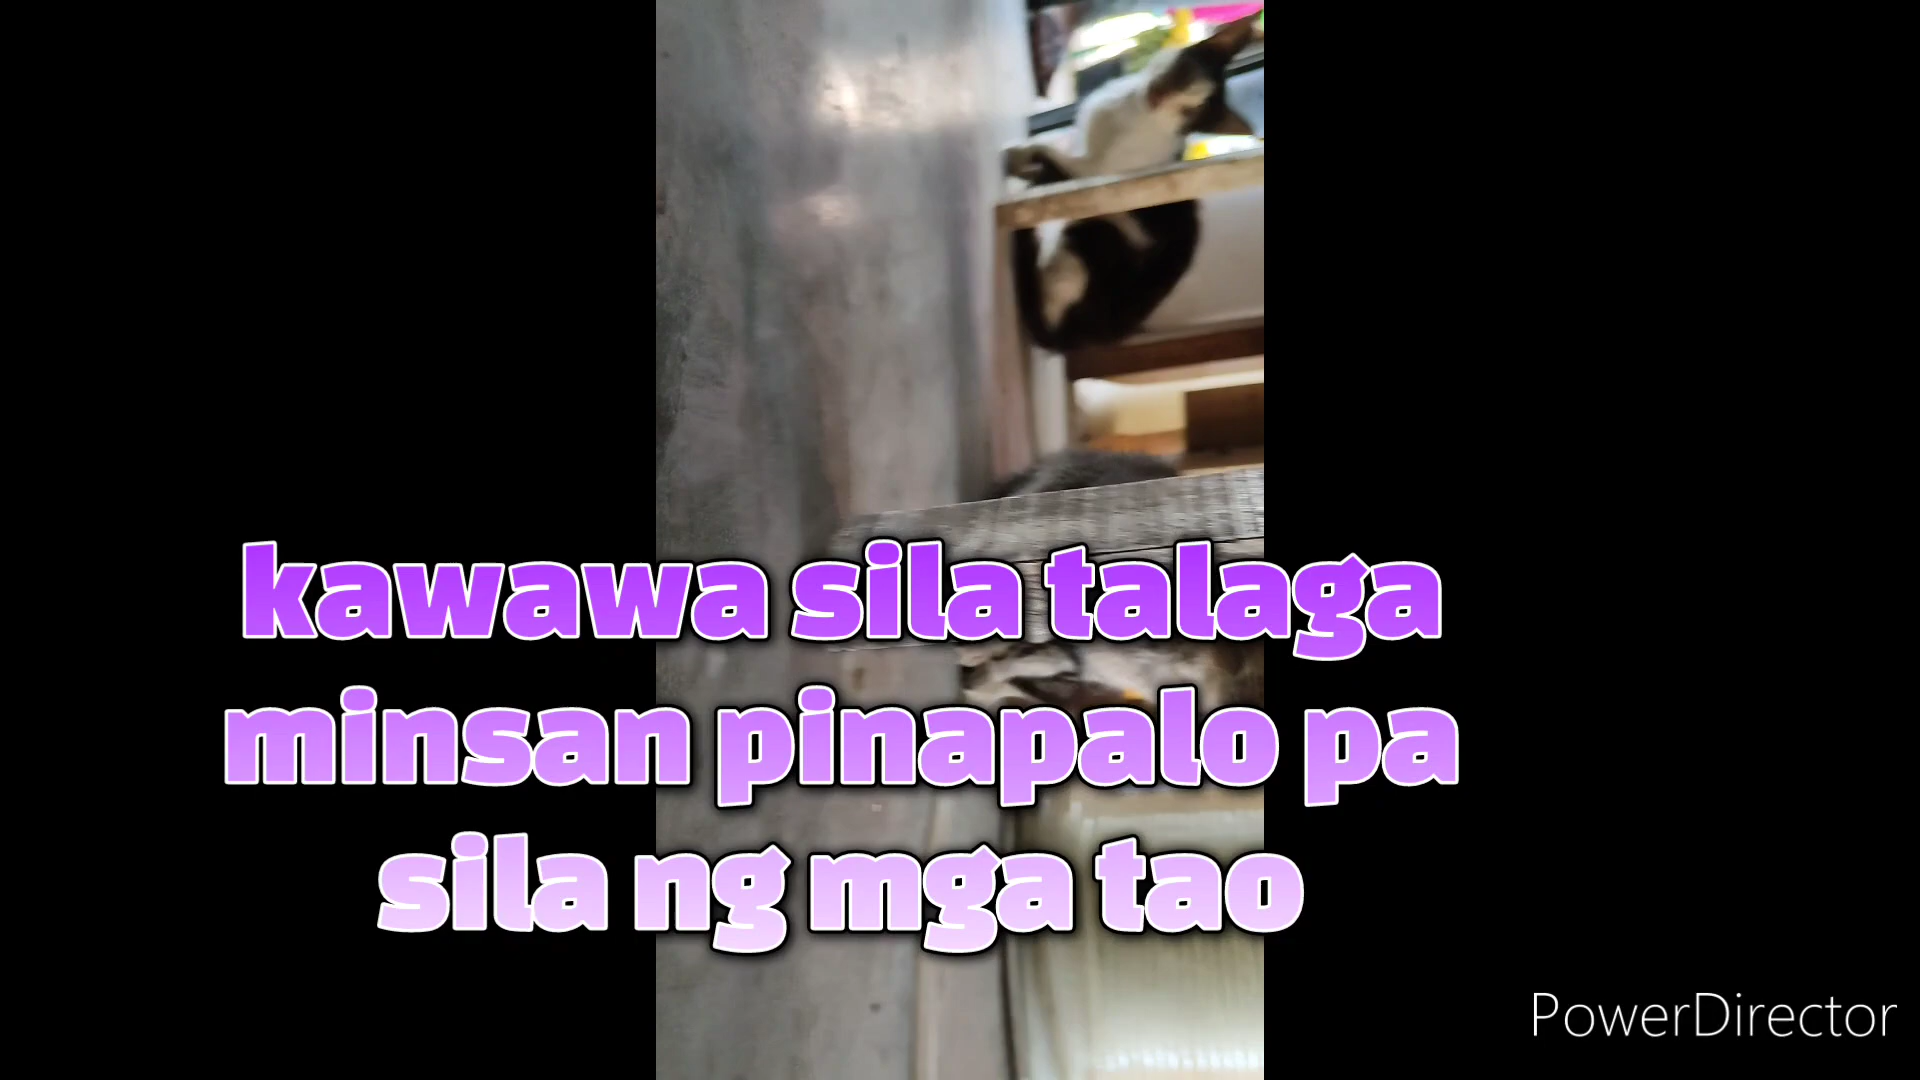 kawawa sila talaga
minsan pinapalo pa
sila ng mga tao
PowerDirector